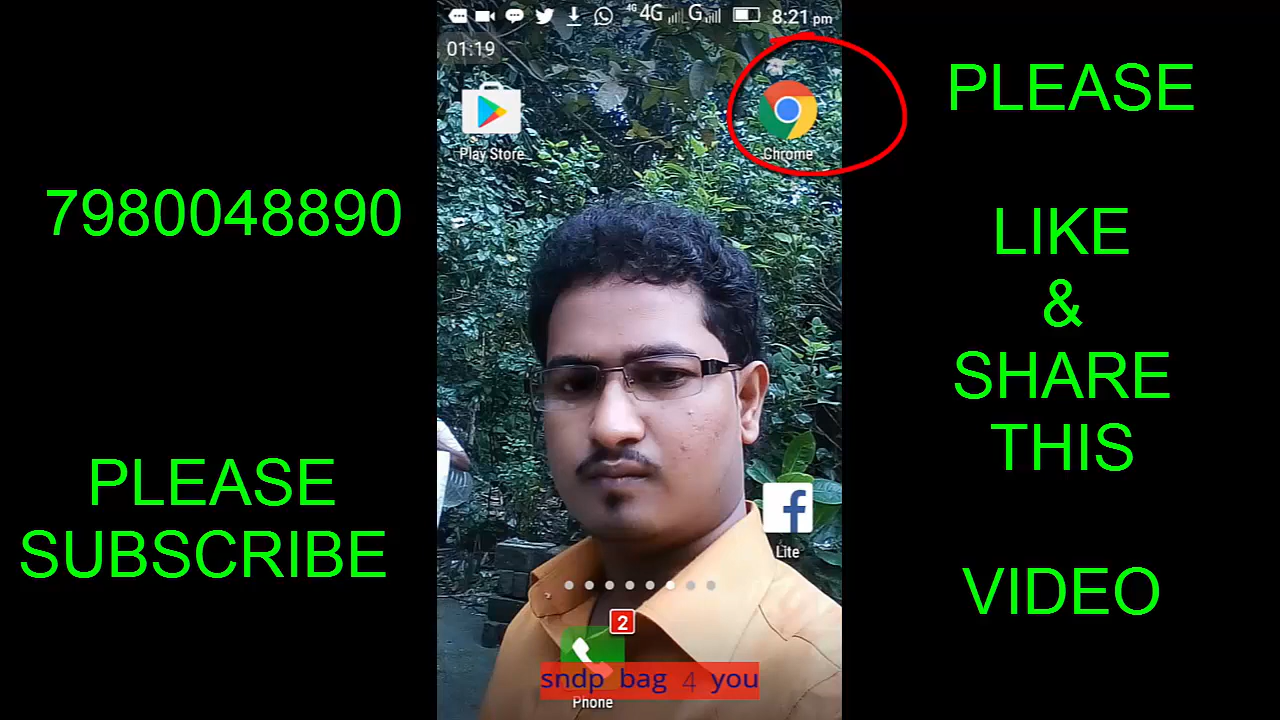 4G 4G G 8:21 pm
01:19
Play Store
Chrome
7980048890
PLEASE
SUBSCRIBE
PLEASE
LIKE
&
SHARE
THIS
VIDEO
Lite
2
sndp bag 4 you
Phone